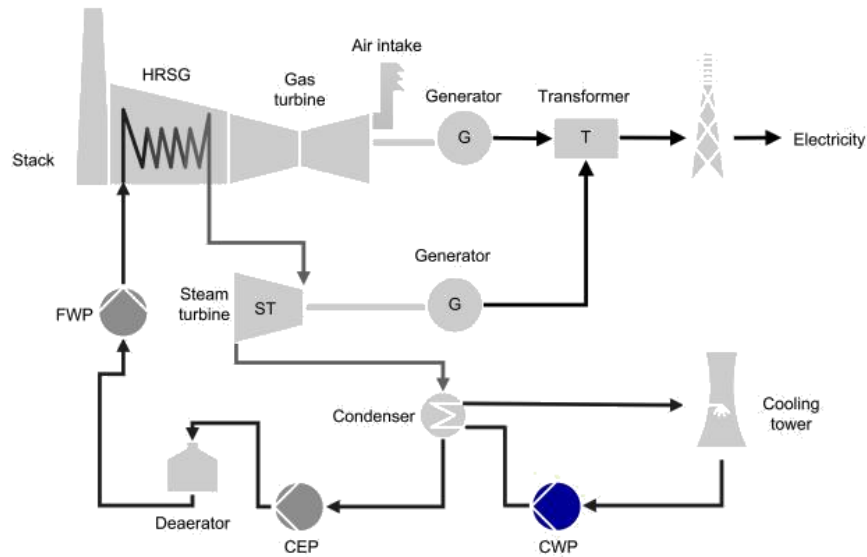 Air intake
HRSG
Gas
turbine
Generator
Transformer
G
T
Electricity
Stack
Generator
Steam
turbine
ST
G
FWP
Condenser
Cooling
tower
Deaerator
CEP
CWP